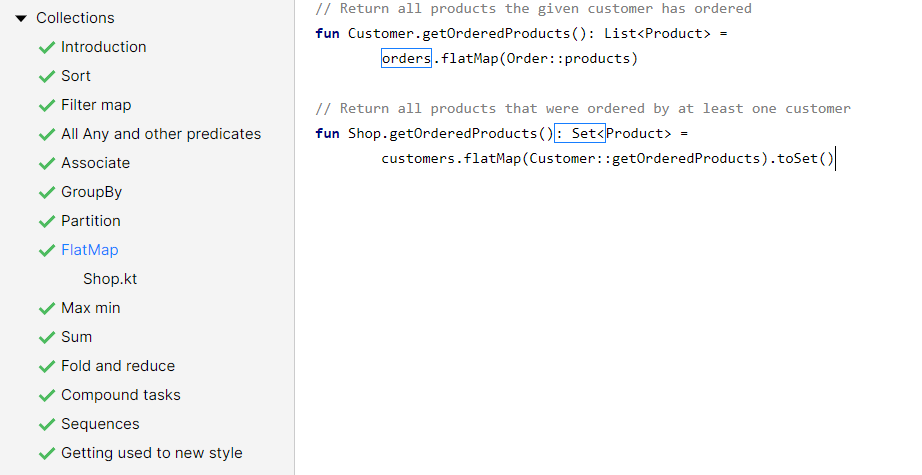 Collections
Introduction
Sort
Filter map
All Any and other predicates
Associate
GroupBy
Partition
FlatMap
Shop.kt
Max min
Sum
Fold and reduce
Compound tasks
Sequences
Getting used to new style
// Return all products the given customer has ordered
fun Customer.getOrderedProducts(): List<Product> =
orders.flatMap(Order::products)
// Return all products that were ordered by at least one customer
fun Shop.getOrderedProducts(): Set<Product> =
customers.flatMap(Customer::getOrderedProducts).toSet()